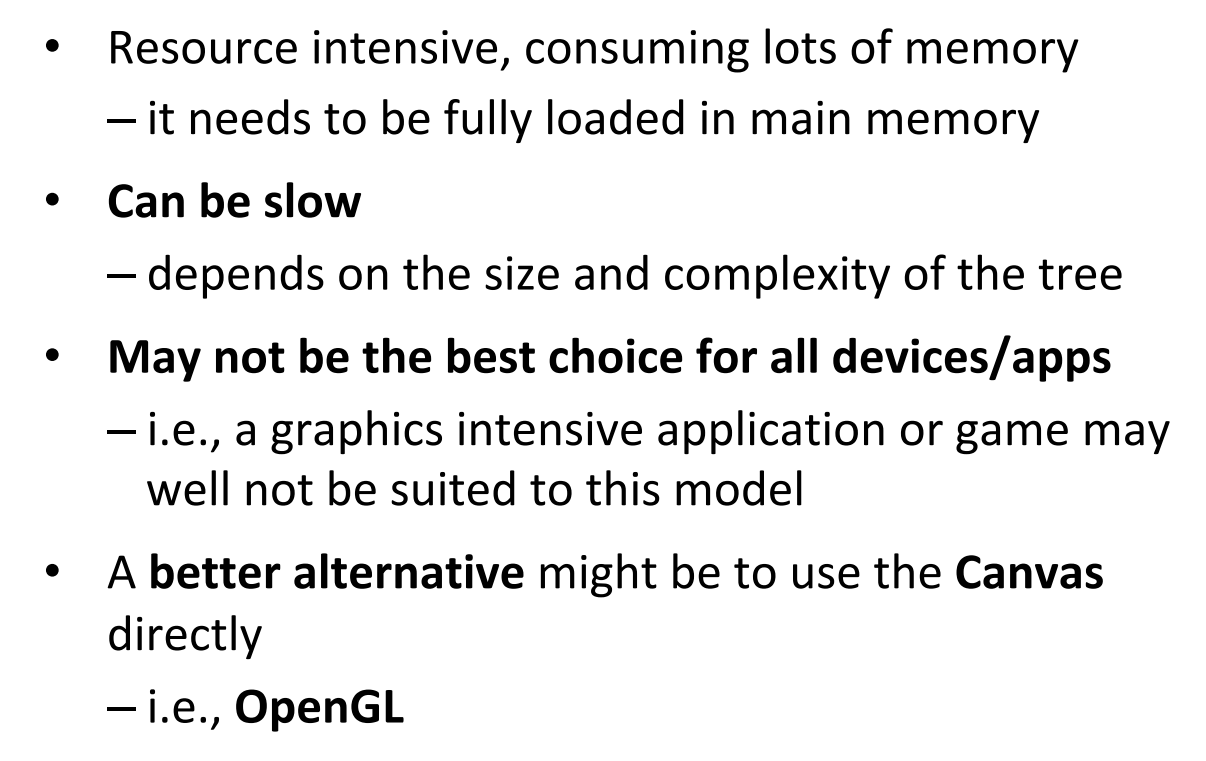 • Resource intensive, consuming lots of memory
– it needs to be fully loaded in main memory
• Can be slow
– depends on the size and complexity of the tree
• May not be the best choice for all devices/apps
– i.e., a graphics intensive application or game may
well not be suited to this model
• A better alternative might be to use the Canvas
directly
– i.e., OpenGL